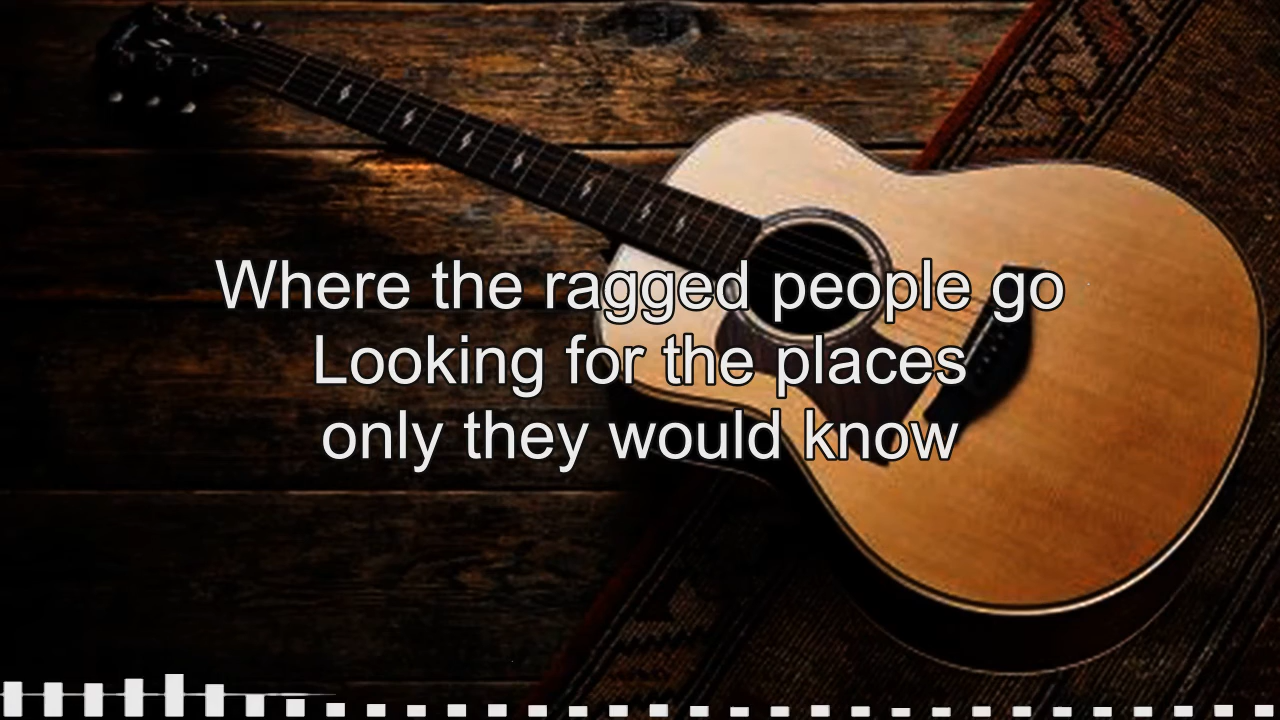 Where the ragged people go
Looking for the places
only they would know